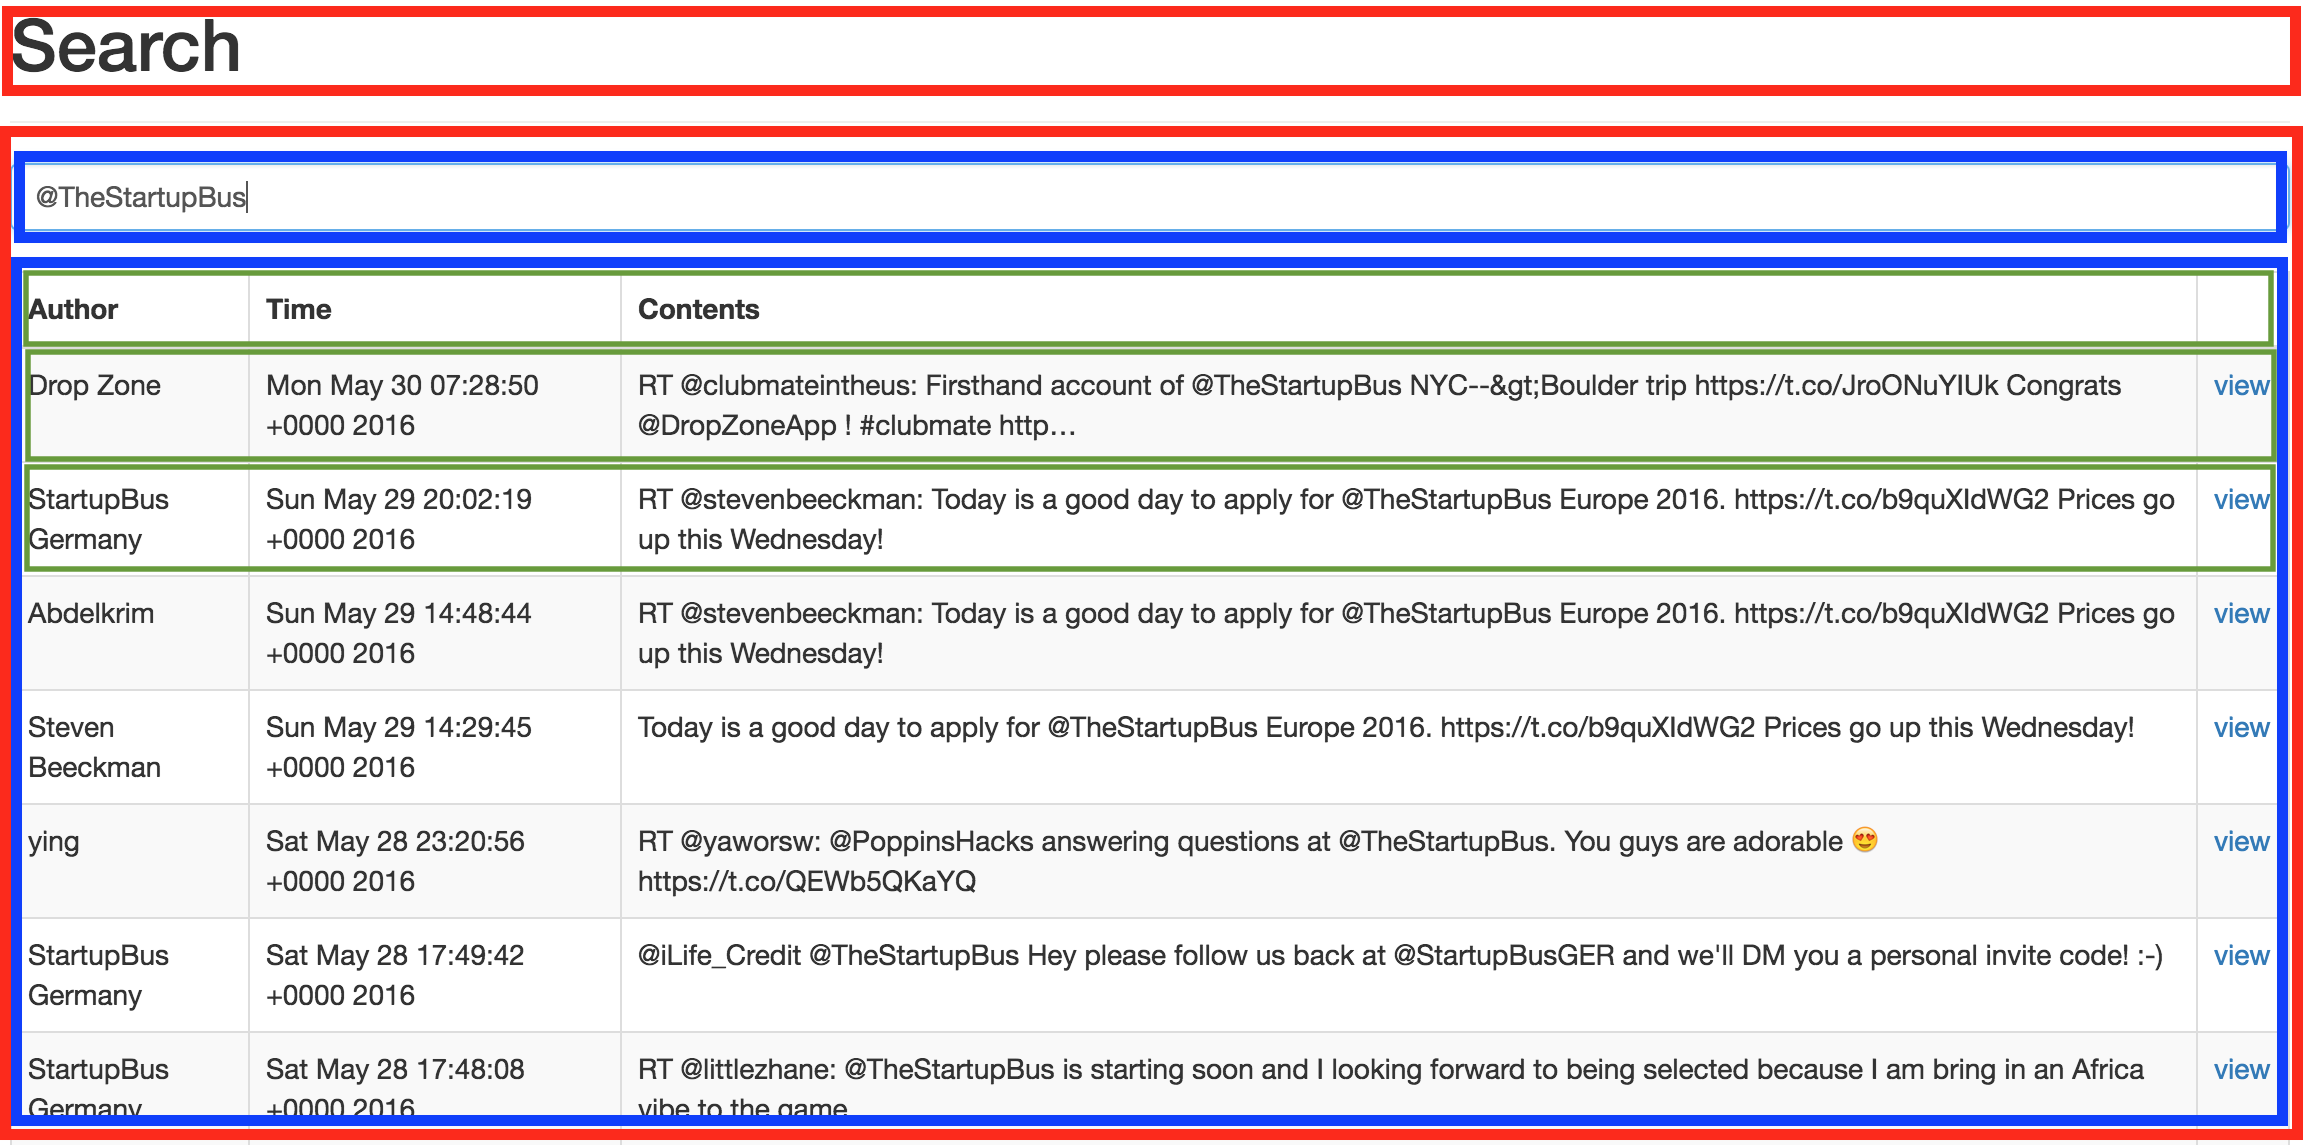 Search
@TheStartupBus
Author Time Contents
Drop Zone Mon May 30 07:28:50 RT @clubmateintheus: Firsthand account of @TheStartupBus NYC--&gt;Boulder trip https://t.co/JroONuYIUk Congrats view
+0000 2016 @DropZoneApp ! #clubmate http…
StartupBus Sun May 29 20:02:19 RT @stevenbeeckman: Today is a good day to apply for @TheStartupBus Europe 2016. https://t.co/b9quXIdWG2 Prices go view
Germany +0000 2016 up this Wednesday!
Abdelkrim Sun May 29 14:48:44 RT @stevenbeeckman: Today is a good day to apply for @TheStartupBus Europe 2016. https://t.co/b9quXIdWG2 Prices go view
+0000 2016 up this Wednesday!
Steven Sun May 29 14:29:45 Today is a good day to apply for @TheStartupBus Europe 2016. https://t.co/b9quXIdWG2 Prices go up this Wednesday! view
Beeckman +0000 2016
ying Sat May 28 23:20:56 RT @yaworsw: @PoppinsHacks answering questions at @TheStartupBus. You guys are adorable 😍 view
+0000 2016 https://t.co/QEWb5QKaYQ
StartupBus Sat May 28 17:49:42 @iLife_Credit @TheStartupBus Hey please follow us back at @StartupBusGER and we'll DM you a personal invite code! :-) view
Germany +0000 2016
StartupBus Sat May 28 17:48:08 RT @littlezhane: @TheStartupBus is starting soon and I looking forward to being selected because I am bring in an Africa view
Germany +0000 2016 vibe to the game